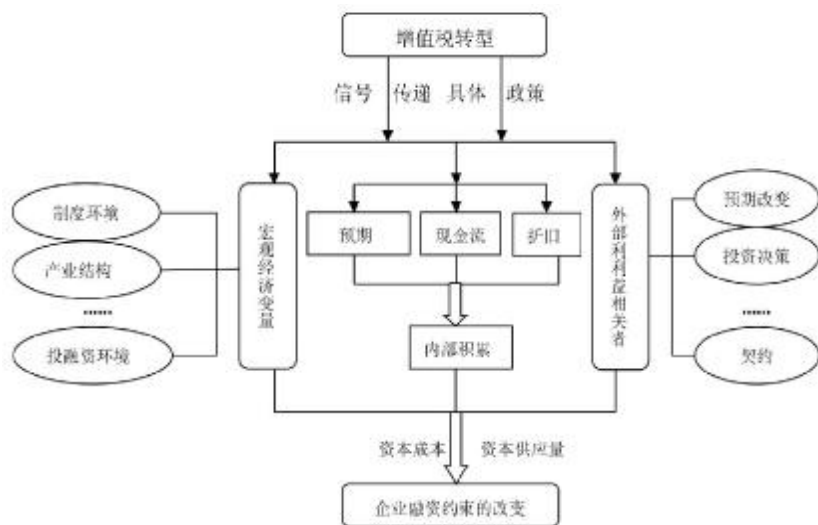 增值税转型
信号 传递 具体 政策
制度环境
产业结构
……
投融资环境
宏观经济变量
预期
现金流
折旧
内部积累
外部利利益相关者
预期改变
投资决策
……
契约
资本成本 资本供应量
企业融资约束的改变